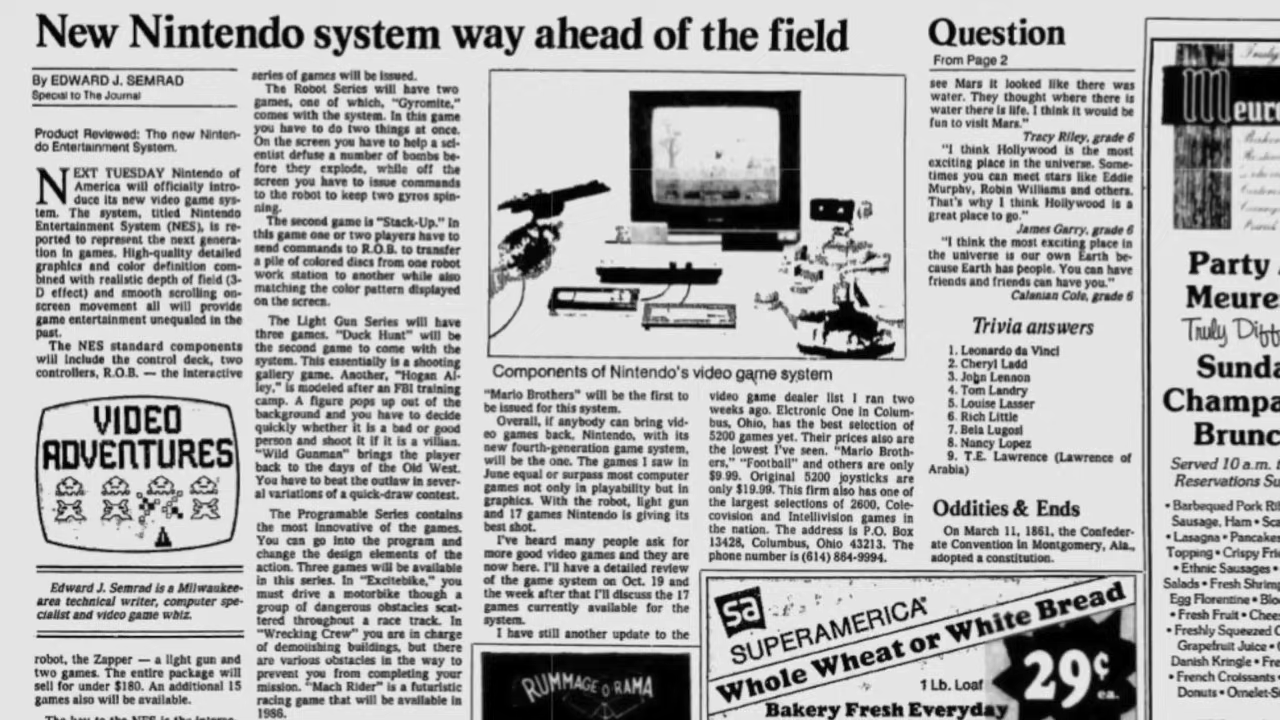 New Nintendo system way ahead of the field
By EDWARD J. SEMRAD
Special to The Journal
Product Reviewed: The new Ninten-
do Entertainment System.
NEXT TUESDAY Nintendo of
America will officially intro-
duce its new video game sys-
tem. The system, titled Nintendo
Entertainment System (NES), is re-
ported to represent the next genera-
tion in games. High-quality detailed
graphics and color definition com-
bined with realistic depth of field (3-
D effect) and smooth scrolling on-
screen movement all will provide
game entertainment unequaled in the
past.
The NES standard components
will include the control deck, two
controllers, R.O.B. — the interactive
VIDEO
ADVENTURES
Edward J. Semrad is a Milwaukee-
area technical writer, computer spe-
cialist and video game whiz.
robot, the Zapper — a light gun and
two games. The entire package will
sell for under $180. An additional 15
games also will be available.
The key to the NES is the
series of games will be issued.
The Robot Series will have two
games, one of which, "Gyromite,"
comes with the system. In this game
you have to do two things at once.
On the screen you have to help a sci-
entist defuse a number of bombs be-
fore they explode, while off the
screen you have to issue commands
to the robot to keep two gyros spin-
ning.
The second game is "Stack-Up." In
this game one or two players have to
send commands to R.O.B. to transfer
a pile of colored discs from one robot
work station to another while also
matching the color pattern displayed
on the screen.
The Light Gun Series will have
three games. "Duck Hunt" will be
the second game to come with the
system. This essentially is a shooting
gallery game. Another, "Hogan Al-
ley," is modeled after an FBI training
camp. A figure pops up out of the
background and you have to decide
quickly whether it is a bad or good
person and shoot it if it is a villian.
"Wild Gunman" brings the player
back to the days of the Old West.
You have to beat the outlaw in sever-
al variations of a quick-draw contest.
The Programable Series contains
the most innovative of the games.
You can go into the program and
change the design elements of the
action. Three games will be available
in this series. In "Excitebike," you
must drive a motorbike though a
group of dangerous obstacles scat-
tered throughout a race track. In
"Wrecking Crew" you are in charge
of demolishing buildings, but there
are various obstacles in the way to
prevent you from completing your
mission. "Mach Rider" is a futuristic
racing game that will be available in
1986.
Components of Nintendo's video game system
"Mario Brothers" will be the first to
be issued for this system.
Overall, if anybody can bring vid-
eo games back, Nintendo, with its
new fourth-generation game system,
will be the one. The games I saw in
June equal or surpass most computer
games not only in playability but in
graphics. With the robot, light gun
and 17 games Nintendo is giving its
best shot.
I've heard many people ask for
more good video games and they are
now here. I'll have a detailed review
of the game system on Oct. 19 and
the week after that I'll discuss the 17
games currently available for the
system.
I have still another update to the
video game dealer list I ran two
weeks ago. Elctronic One in Colum-
bus, Ohio, has the best selection of
5200 games yet. Their prices also are
the lowest I've seen. "Mario Broth-
ers," "Football" and others are only
$9.99. Original 5200 joysticks are
only $19.99. This firm also has one of
the largest selections of 2600, Cole-
covision and Intellivision games in
the nation. The address is P.O. Box
13428, Columbus, Ohio 43213. The
phone number is (614) 864-9994.
RUMMAGE O RAMA
Question
From Page 2
see Mars it looked like there was
water. They thought where there is
water there is life. I think it would be
fun to visit Mars."
Tracy Riley, grade 6
"I think Hollywood is the most
exciting place in the universe. Some-
times you can meet stars like Eddie
Murphy, Robin Williams and others.
That's why I think Hollywood is a
great place to go."
James Garry, grade 6
"I think the most exciting place in
the universe is our own Earth be-
cause Earth has people. You can have
friends and friends can have you."
Calanian Cole, grade 6
Trivia answers
1. Leonardo da Vinci
2. Cheryl Ladd
3. John Lennon
4. Tom Landry
5. Louise Lasser
6. Rich Little
7. Bela Lugosi
8. Nancy Lopez
9. T.E. Lawrence (Lawrence of
Arabia)
Oddities & Ends
On March 11, 1861, the Confeder-
ate Convention in Montgomery, Ala.,
adopted a constitution.
sa
SUPERAMERICA
Whole Wheat or White Bread
1 Lb. Loaf
29¢
ea.
Bakery Fresh Everyday
Meure
Party
Meure
Truly Diff
Sunda
Champa
Brunc
Served 10 a.m. t
Reservations Su
• Barbequed Pork Ri
Sausage, Ham • Sc
• Lasagna • Pancake
Topping • Crispy Fri
• Ethnic Sausages •
Salads • Fresh Shrim
Egg Florentine • Blo
• Fresh Fruit • Chee
• Freshly Squeezed O
Grapefruit Juice •
Danish Kringle • Fre
• French Croissants
Donuts • Omelet-S